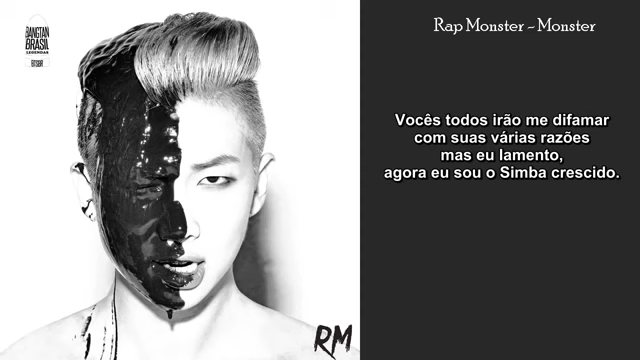 BANGTAN
BRASIL
LEGENDAS
BTSBR
Rap Monster - Monster
Vocês todos irão me difamar
com suas várias razões
mas eu lamento,
agora eu sou o Simba crescido.
RM